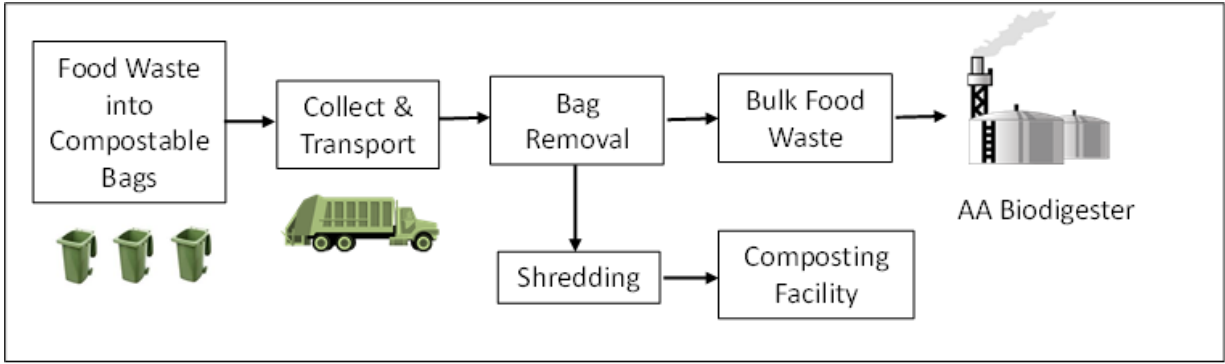 Food Waste
into
Compostable
Bags
Collect &
Transport
Bag
Removal
Bulk Food
Waste
AA Biodigester
Shredding
Composting
Facility